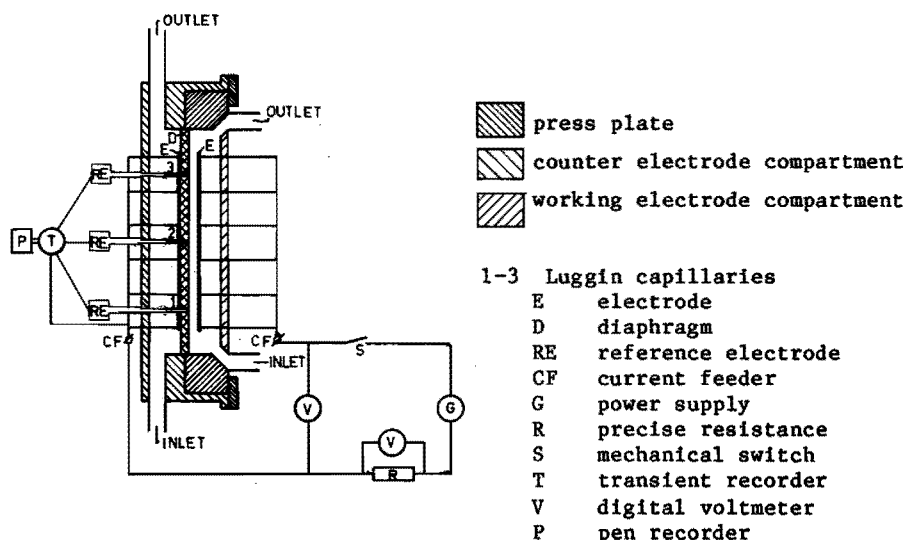 OUTLET
OUTLET
D
E
E
3
RE
2
P
T
RE
1
RE
CF
CF
S
INLET
V
G
V
INLET
R
press plate
counter electrode compartment
working electrode compartment
1-3 Luggin capillaries
E electrode
D diaphragm
RE reference electrode
CF current feeder
G power supply
R precise resistance
S mechanical switch
T transient recorder
V digital voltmeter
P pen recorder